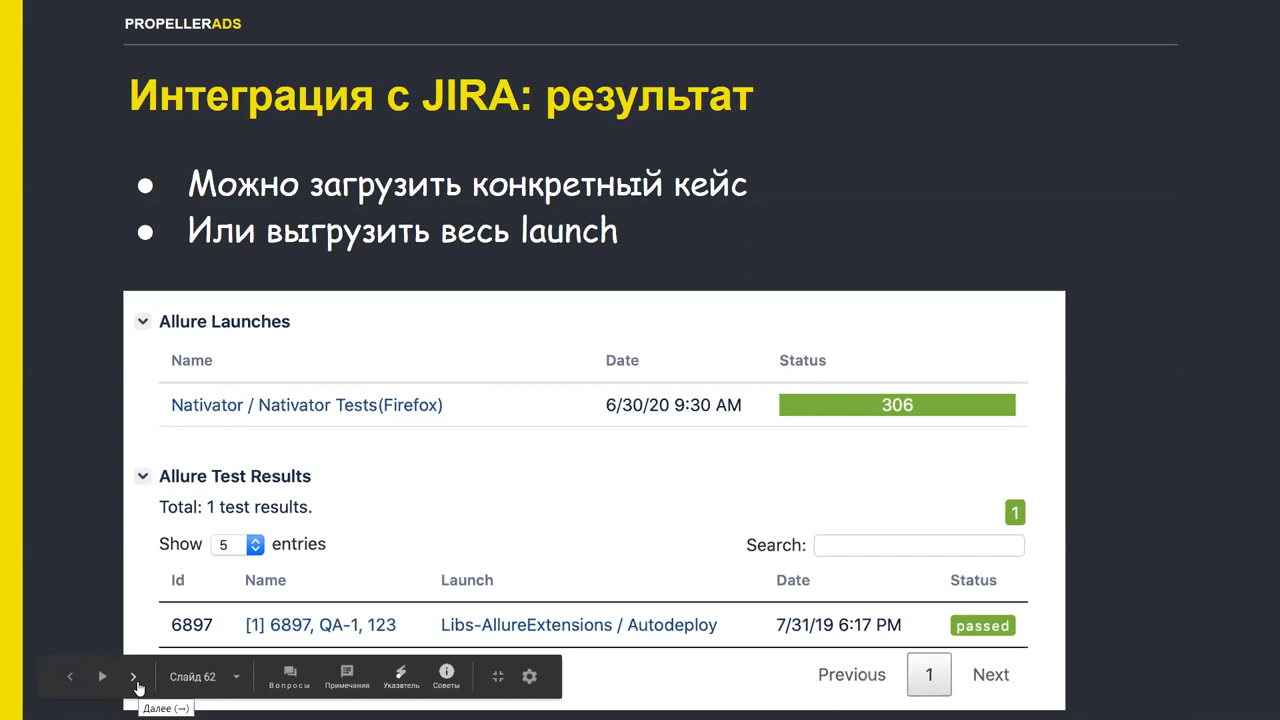 PROPELLERADS
Интеграция с JIRA: результат
● Можно загрузить конкретный кейс
● Или выгрузить весь launch
Allure Launches
Name Date Status
Nativator / Nativator Tests(Firefox) 6/30/20 9:30 AM 306
Allure Test Results
Total: 1 test results.
1
Show 5 entries Search:
Id Name Launch Date Status
6897 [1] 6897, QA-1, 123 Libs-AllureExtensions / Autodeploy 7/31/19 6:17 PM passed
Previous 1 Next
Слайд 62 Вопросы Примечания Указатель Советы
Далее (→)